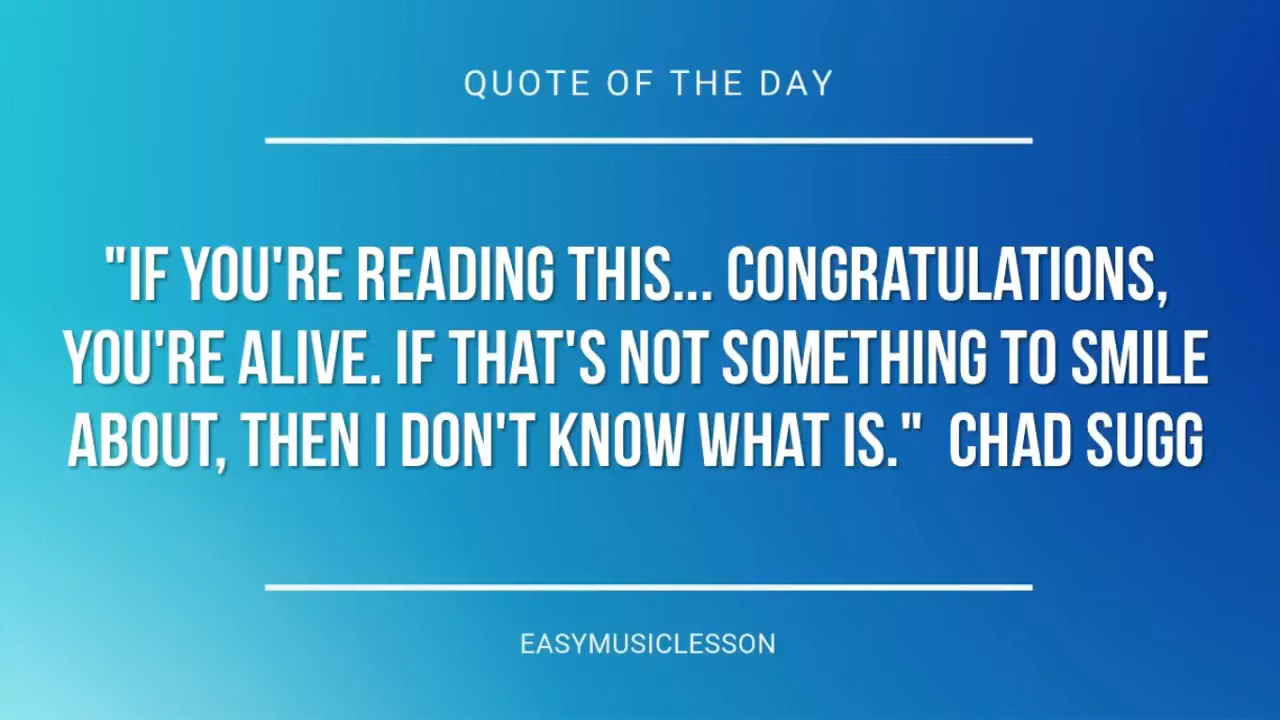 QUOTE OF THE DAY
"IF YOU'RE READING THIS... CONGRATULATIONS,
YOU'RE ALIVE. IF THAT'S NOT SOMETHING TO SMILE
ABOUT, THEN I DON'T KNOW WHAT IS." CHAD SUGG
EASYMUSICLESSON